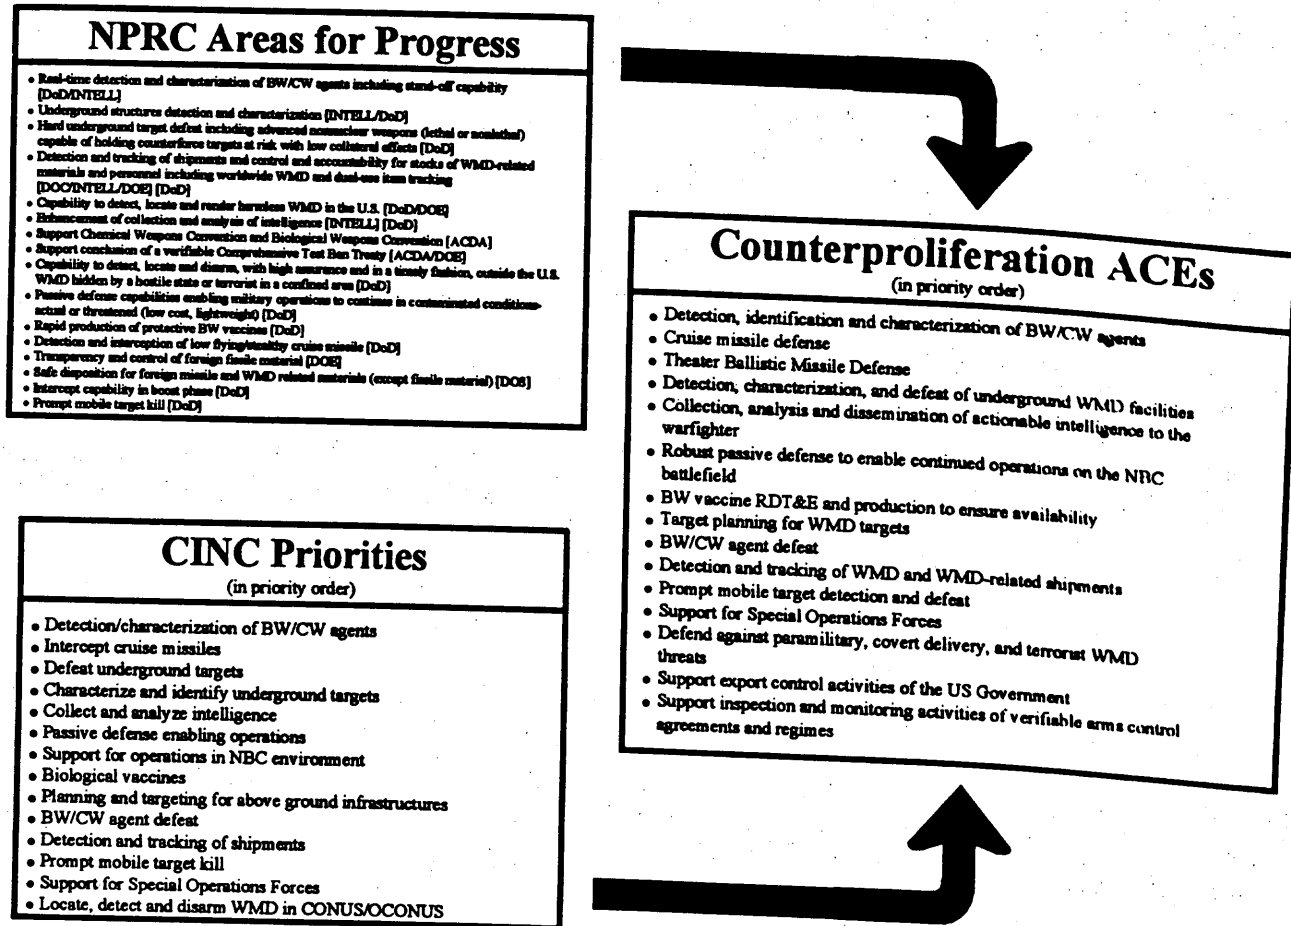 NPRC Areas for Progress
• Real-time detection and characterization of BW/CW agents including stand-off capability
[DoD/INTELL]
• Underground structures detection and characterization [INTELL/DoD]
• Hard underground target defeat including advanced nonnuclear weapons (lethal or nonlethal)
capable of holding counterforce targets at risk with low collateral effects [DoD]
• Detection and tracking of shipments and control and accountability for stocks of WMD-related
materials and personnel including worldwide WMD and dual-use item tracking
[DOC/INTELL/DOE] [DoD]
• Capability to detect, locate and render harmless WMD in the U.S. [DoD/DOE]
• Enhancement of collection and analysis of intelligence [INTELL] [DoD]
• Support Chemical Weapons Convention and Biological Weapons Convention [ACDA]
• Support conclusion of a verifiable Comprehensive Test Ban Treaty [ACDA/DOE]
• Capability to detect, locate and disarm, with high assurance and in a timely fashion, outside the U.S.
WMD hidden by a hostile state or terrorist in a confined area [DoD]
• Passive defense capabilities enabling military operations to continue in contaminated conditions-
actual or threatened (low cost, lightweight) [DoD]
• Rapid production of protective BW vaccines [DoD]
• Detection and interception of low flying/stealthy cruise missile [DoD]
• Transparency and control of foreign fissile material [DOE]
• Safe disposition for foreign missile and WMD related materials (except fissile material) [DOS]
• Intercept capability in boost phase [DoD]
• Prompt mobile target kill [DoD]
CINC Priorities
(in priority order)
• Detection/characterization of BW/CW agents
• Intercept cruise missiles
• Defeat underground targets
• Characterize and identify underground targets
• Collect and analyze intelligence
• Passive defense enabling operations
• Support for operations in NBC environment
• Biological vaccines
• Planning and targeting for above ground infrastructures
• BW/CW agent defeat
• Detection and tracking of shipments
• Prompt mobile target kill
• Support for Special Operations Forces
• Locate, detect and disarm WMD in CONUS/OCONUS
Counterproliferation ACEs
(in priority order)
• Detection, identification and characterization of BW/CW agents
• Cruise missile defense
• Theater Ballistic Missile Defense
• Detection, characterization, and defeat of underground WMD facilities
• Collection, analysis and dissemination of actionable intelligence to the
warfighter
• Robust passive defense to enable continued operations on the NBC
battlefield
• BW vaccine RDT&E and production to ensure availability
• Target planning for WMD targets
• BW/CW agent defeat
• Detection and tracking of WMD and WMD-related shipments
• Prompt mobile target detection and defeat
• Support for Special Operations Forces
• Defend against paramilitary, covert delivery, and terrorist WMD
threats
• Support export control activities of the US Government
• Support inspection and monitoring activities of verifiable arms control
agreements and regimes